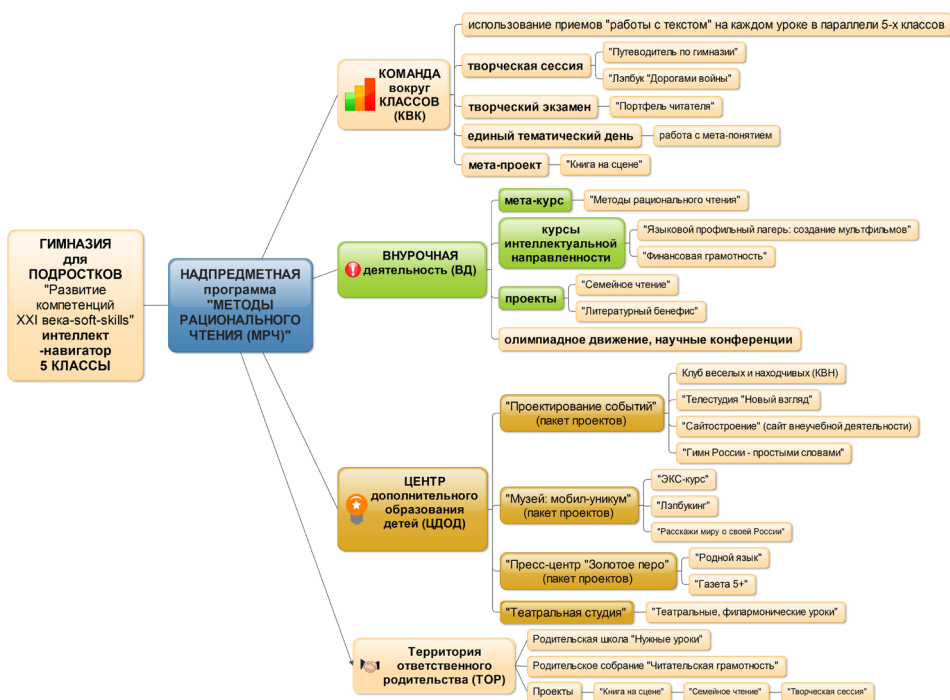 ГИМНАЗИЯ
для
ПОДРОСТКОВ
"Развитие
компетенций
XXI века-soft-skills"
интеллект
-навигатор
5 КЛАССЫ
НАДПРЕДМЕТНАЯ
программа
"МЕТОДЫ
РАЦИОНАЛЬНОГО
ЧТЕНИЯ (МРЧ)"
КОМАНДА
вокруг
КЛАССОВ
(КВК)
использование приемов "работы с текстом" на каждом уроке в параллели 5-х классов
творческая сессия
"Путеводитель по гимназии"
"Лэпбук "Дорогами войны"
творческий экзамен
"Портфель читателя"
единый тематический день
работа с мета-понятием
мета-проект
"Книга на сцене"
ВНУРОЧНАЯ
деятельность (ВД)
мета-курс
"Методы рационального чтения"
курсы
интеллектуальной
направленности
"Языковой профильный лагерь: создание мультфильмов"
"Финансовая грамотность"
проекты
"Семейное чтение"
"Литературный бенефис"
олимпиадное движение, научные конференции
ЦЕНТР
дополнительного
образования
детей (ЦДОД)
"Проектирование событий"
(пакет проектов)
Клуб веселых и находчивых (КВН)
"Телестудия "Новый взгляд"
"Сайтостроение" (сайт внеучебной деятельности)
"Гимн России - простыми словами"
"Музей: мобил-уникум"
(пакет проектов)
"ЭКС-курс"
"Лэпбукинг"
"Расскажи миру о своей России"
"Пресс-центр "Золотое перо"
(пакет проектов)
"Родной язык"
"Газета 5+"
"Театральная студия"
"Театральные, филармонические уроки"
Территория
ответственного
родительства (ТОР)
Родительская школа "Нужные уроки"
Родительское собрание "Читательская грамотность"
Проекты
"Книга на сцене"
"Семейное чтение"
"Творческая сессия"